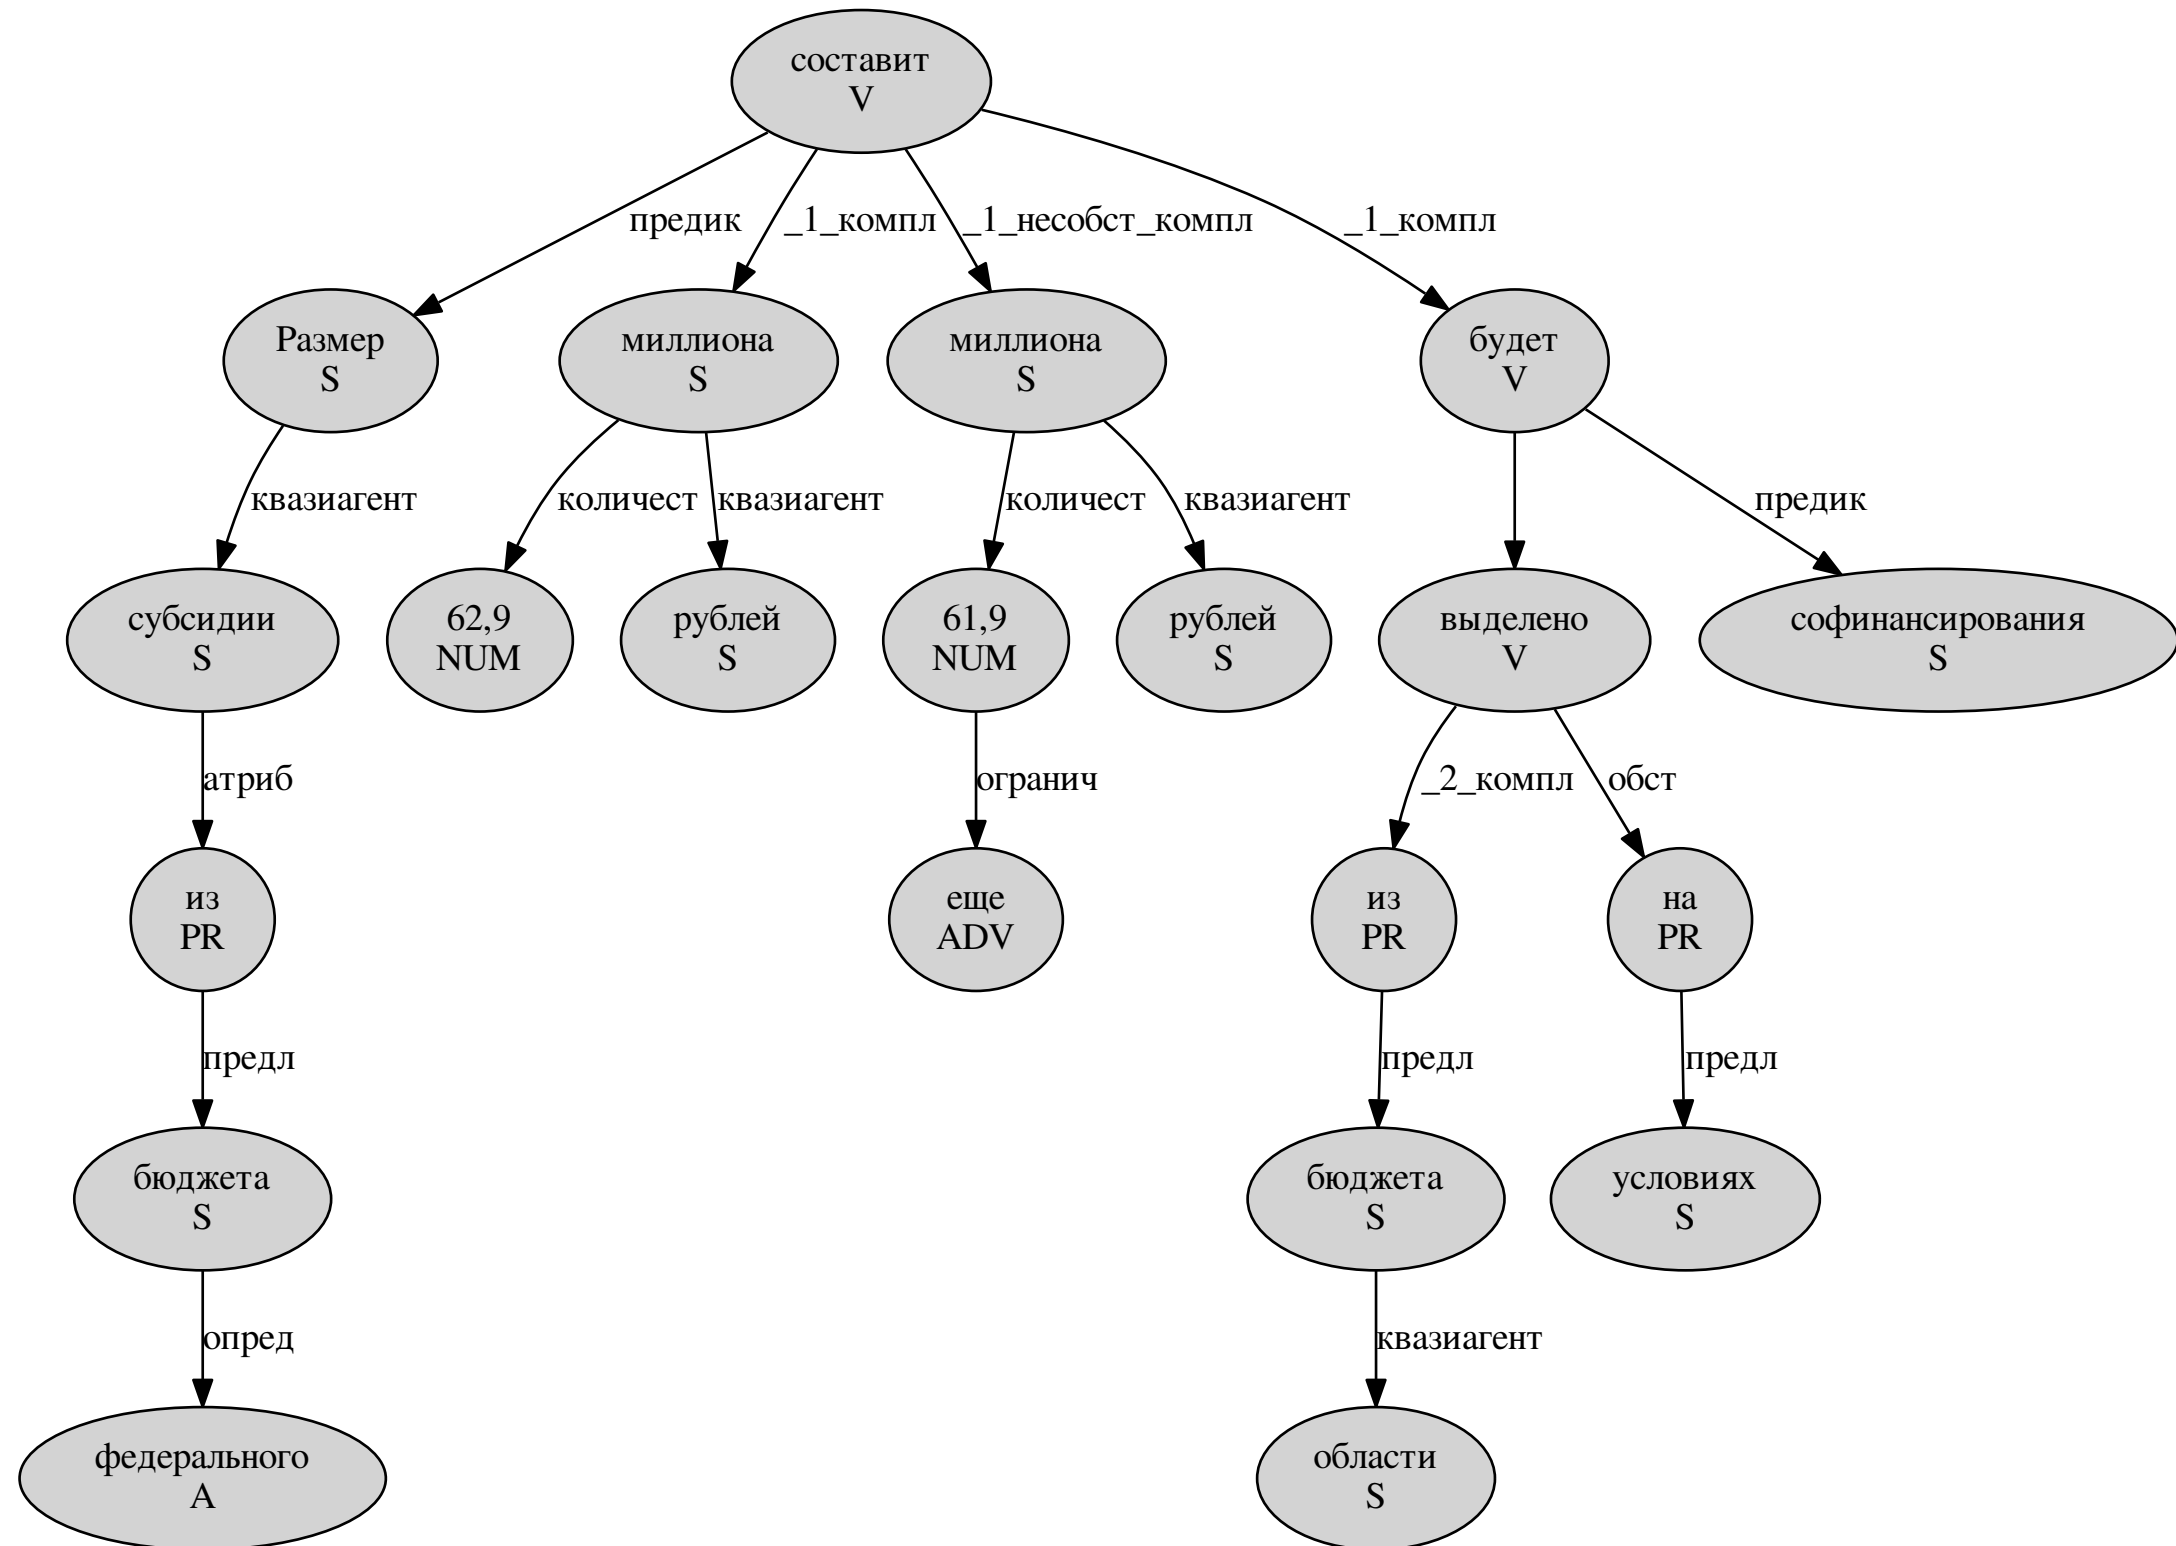 составит
V
предик
_1_компл
_1_несобст_компл
_1_компл
Размер
S
миллиона
S
миллиона
S
будет
V
квазиагент
количест
квазиагент
количест
квазиагент
предик
субсидии
S
62,9
NUM
рублей
S
61,9
NUM
рублей
S
выделено
V
софинансирования
S
атриб
огранич
_2_компл
обст
из
PR
еще
ADV
из
PR
на
PR
предл
предл
предл
бюджета
S
бюджета
S
условиях
S
опред
квазиагент
федерального
A
области
S